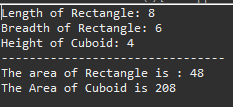 Length of Rectangle: 8
Breadth of Rectangle: 6
Height of Cuboid: 4
----------------------------------
The area of Rectangle is : 48
The Area of Cuboid is 208